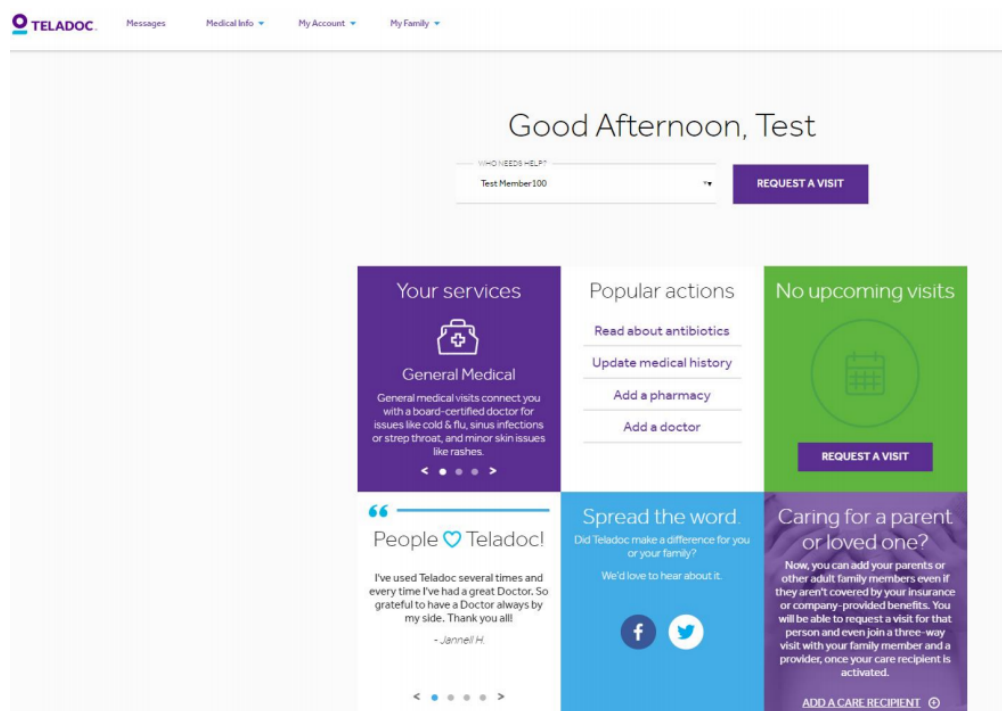 TELADOC.
Messages
Medical Info
My Account
My Family
Good Afternoon, Test
WHO NEEDS HELP?
Test Member100
REQUEST A VISIT
Your services
General Medical
General medical visits connect you
with a board-certified doctor for
issues like cold & flu, sinus infections
or strep throat, and minor skin issues
like rashes.
< >
Popular actions
Read about antibiotics
Update medical history
Add a pharmacy
Add a doctor
No upcoming visits
REQUEST A VISIT
People Teladoc!
I've used Teladoc several times and
every time I've had a great Doctor. So
grateful to have a Doctor always by
my side. Thank you all!
- Jannell H.
< >
Spread the word.
Did Teladoc make a difference for you
or your family?
We'd love to hear about it.
f
Caring for a parent
or loved one?
Now, you can add your parents or
other adult family members even if
they aren't covered by your insurance
or company-provided benefits. You
will be able to request a visit for that
person and even join a three-way
visit with your family member and a
provider, once your care recipient is
activated.
ADD A CARE RECIPIENT